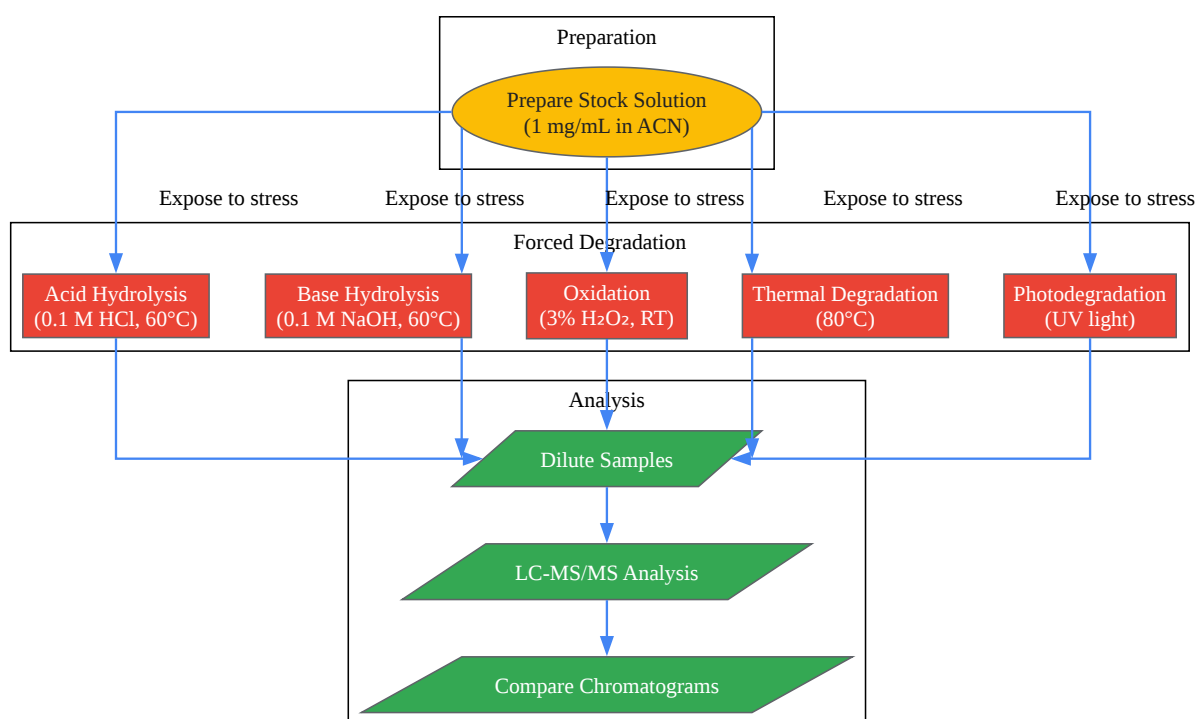 Preparation
Prepare Stock Solution
(1 mg/mL in ACN)
Expose to stress
Expose to stress
Expose to stress
Expose to stress
Expose to stress
Forced Degradation
Acid Hydrolysis
(0.1 M HCl, 60°C)
Base Hydrolysis
(0.1 M NaOH, 60°C)
Oxidation
(3% H₂O₂, RT)
Thermal Degradation
(80°C)
Photodegradation
(UV light)
Analysis
Dilute Samples
LC-MS/MS Analysis
Compare Chromatograms